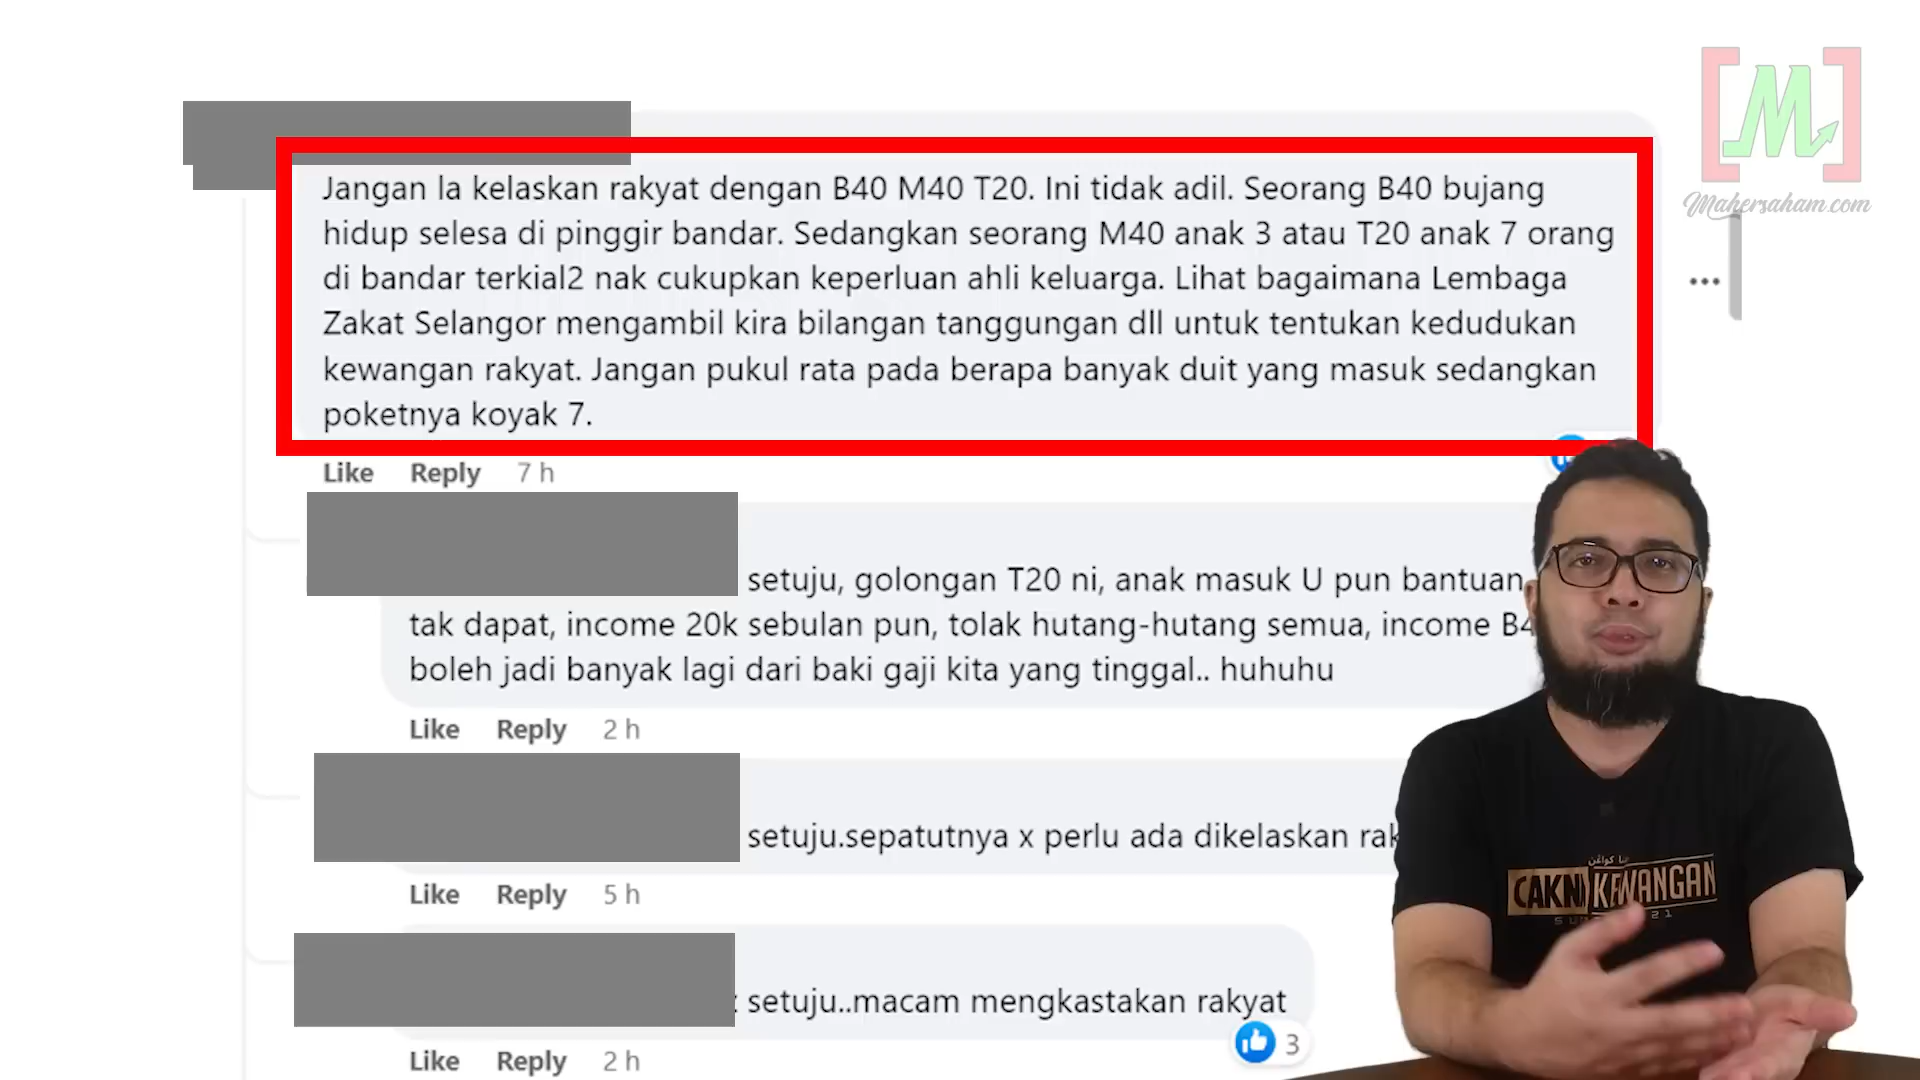 Jangan la kelaskan rakyat dengan B40 M40 T20. Ini tidak adil. Seorang B40 bujang
hidup selesa di pinggir bandar. Sedangkan seorang M40 anak 3 atau T20 anak 7 orang
di bandar terkial2 nak cukupkan keperluan ahli keluarga. Lihat bagaimana Lembaga
Zakat Selangor mengambil kira bilangan tanggungan dll untuk tentukan kedudukan
kewangan rakyat. Jangan pukul rata pada berapa banyak duit yang masuk sedangkan
poketnya koyak 7.
Like Reply 7 h
setuju, golongan T20 ni, anak masuk U pun bantuan
tak dapat, income 20k sebulan pun, tolak hutang-hutang semua, income
boleh jadi banyak lagi dari baki gaji kita yang tinggal.. huhuhu
Like Reply 2 h
setuju.sepatutnya x perlu ada dikelaskan
Like Reply 5 h
setuju..macam mengkastakan rakyat
3
Like Reply 2 h
M
Mahersaham.com
KEWANGAN